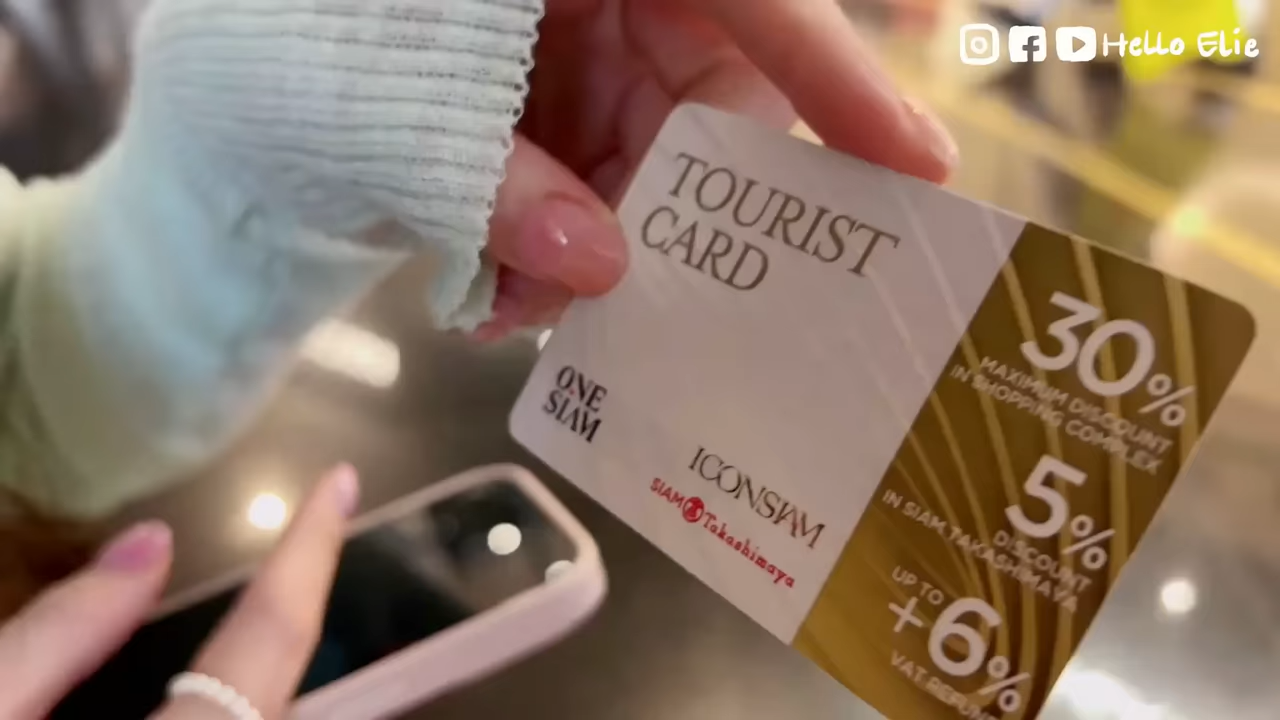 Hello Elie
TOURIST
CARD
ONE
SIAM
ICONSIAM
SIAM Takashimaya
30%
MAXIMUM DISCOUNT
IN SHOPPING COMPLEX
5%
DISCOUNT
IN SIAM TAKASHIMAYA
UP TO
+6%
VAT REFUND